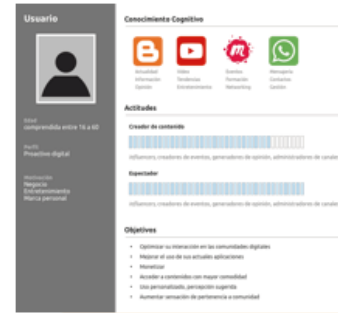 Usuario
Edad
comprendida entre 16 a 60
Perfil
Proactivo digital
Motivación
Negocio
Entretenimiento
Marca personal
Conocimiento Cognitivo
Actualidad
Información
Opinión
Video
Tendencias
Entretenimiento
Eventos
Formación
Networking
Mensajería
Contactos
Gestión
Actitudes
Creador de contenido
Influencers, creadores de eventos, generadores de opinión, administradores de canale
Espectador
Influencers, creadores de eventos, generadores de opinión, administradores de canale
Objetivos
• Optimizar su interacción en las comunidades digitales
• Mejorar el uso de sus actuales aplicaciones
• Monetizar
• Acceder a contenidos con mayor comodidad
• Uso personalizado, percepción sugerida
• Aumentar sensación de pertenencia a comunidad